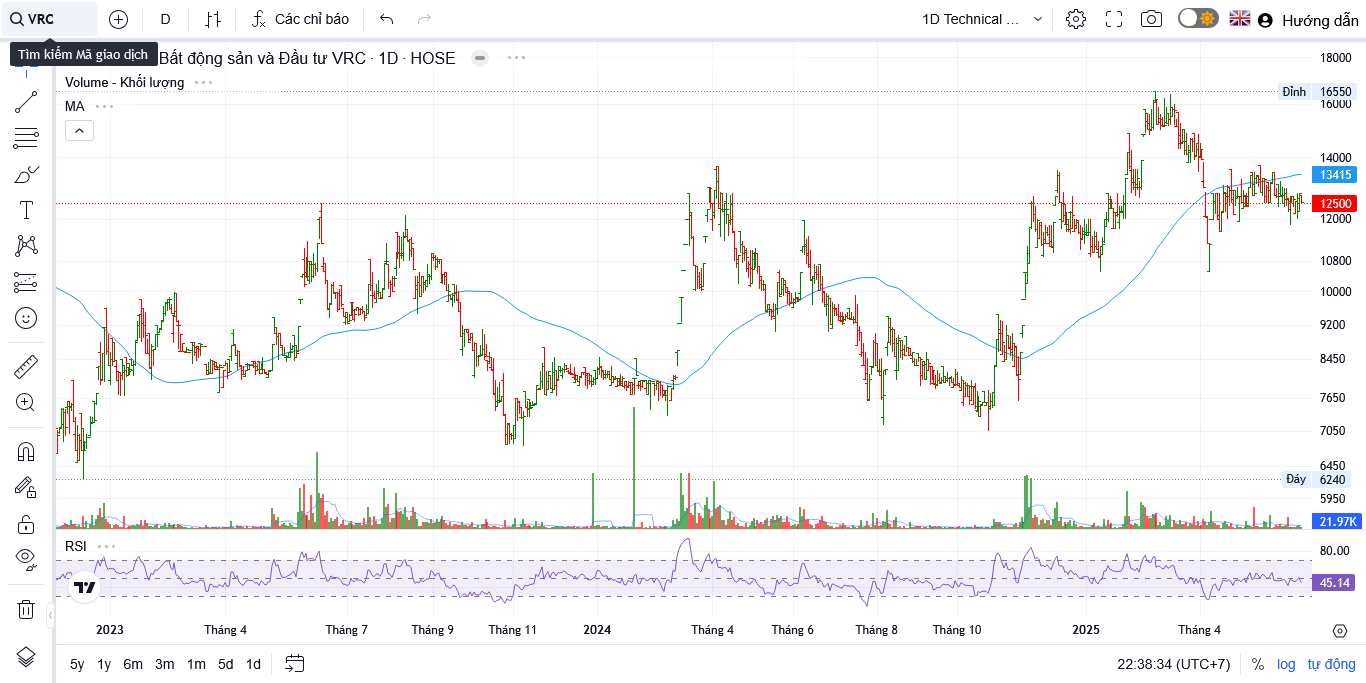 VRC
D
Các chỉ báo
1D Technical ...
Hướng dẫn
Tìm kiếm Mã giao dịch
Bất động sản và Đầu tư VRC · 1D · HOSE
Volume - Khối lượng
MA
18000
Đỉnh 16550
16000
14000
13415
12500
12000
10800
10000
9200
8450
7650
7050
6450
Đáy 6240
5950
21.97K
RSI
80.00
45.14
2023 Tháng 4 Tháng 7 Tháng 9 Tháng 11 2024 Tháng 4 Tháng 6 Tháng 8 Tháng 10 2025 Tháng 4
5y 1y 6m 3m 1m 5d 1d
22:38:34 (UTC+7) % log tự động